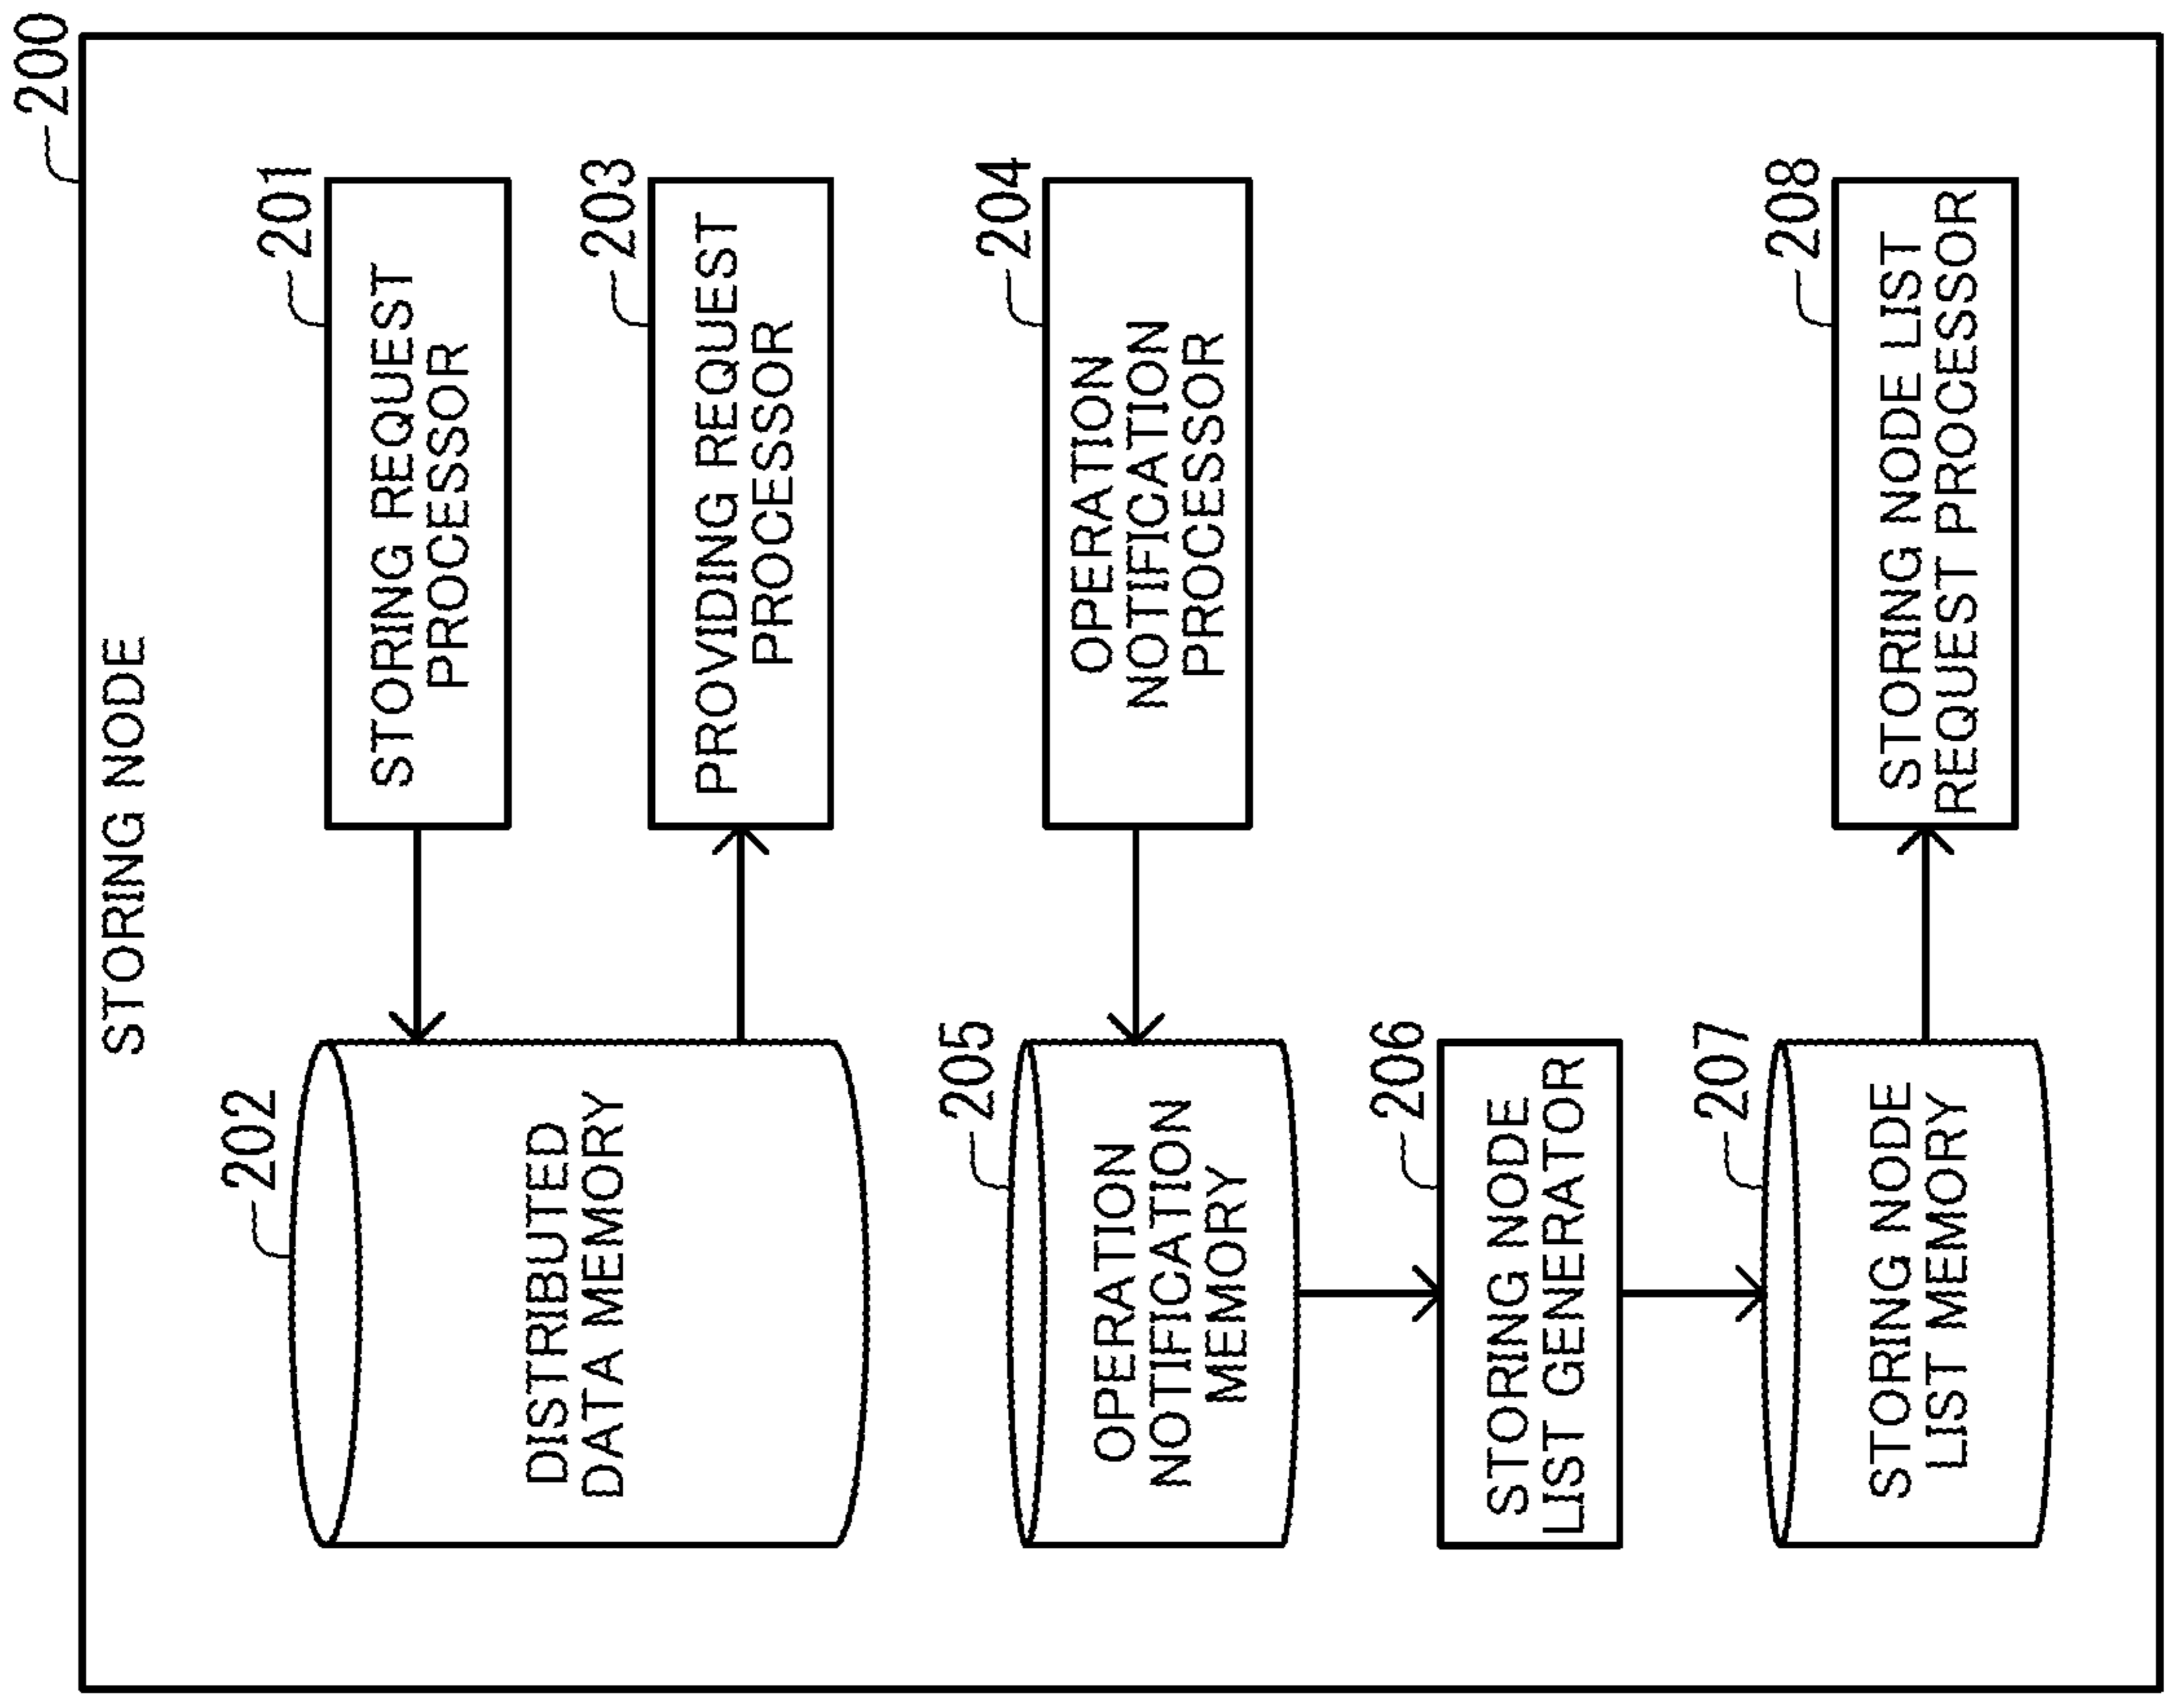 200
STORING NODE
202
DISTRIBUTED
DATA MEMORY
201
STORING REQUEST
PROCESSOR
203
PROVIDING REQUEST
PROCESSOR
205
OPERATION
NOTIFICATION
MEMORY
204
OPERATION
NOTIFICATION
PROCESSOR
206
STORING NODE
LIST GENERATOR
207
STORING NODE
LIST MEMORY
208
STORING NODE LIST
REQUEST PROCESSOR